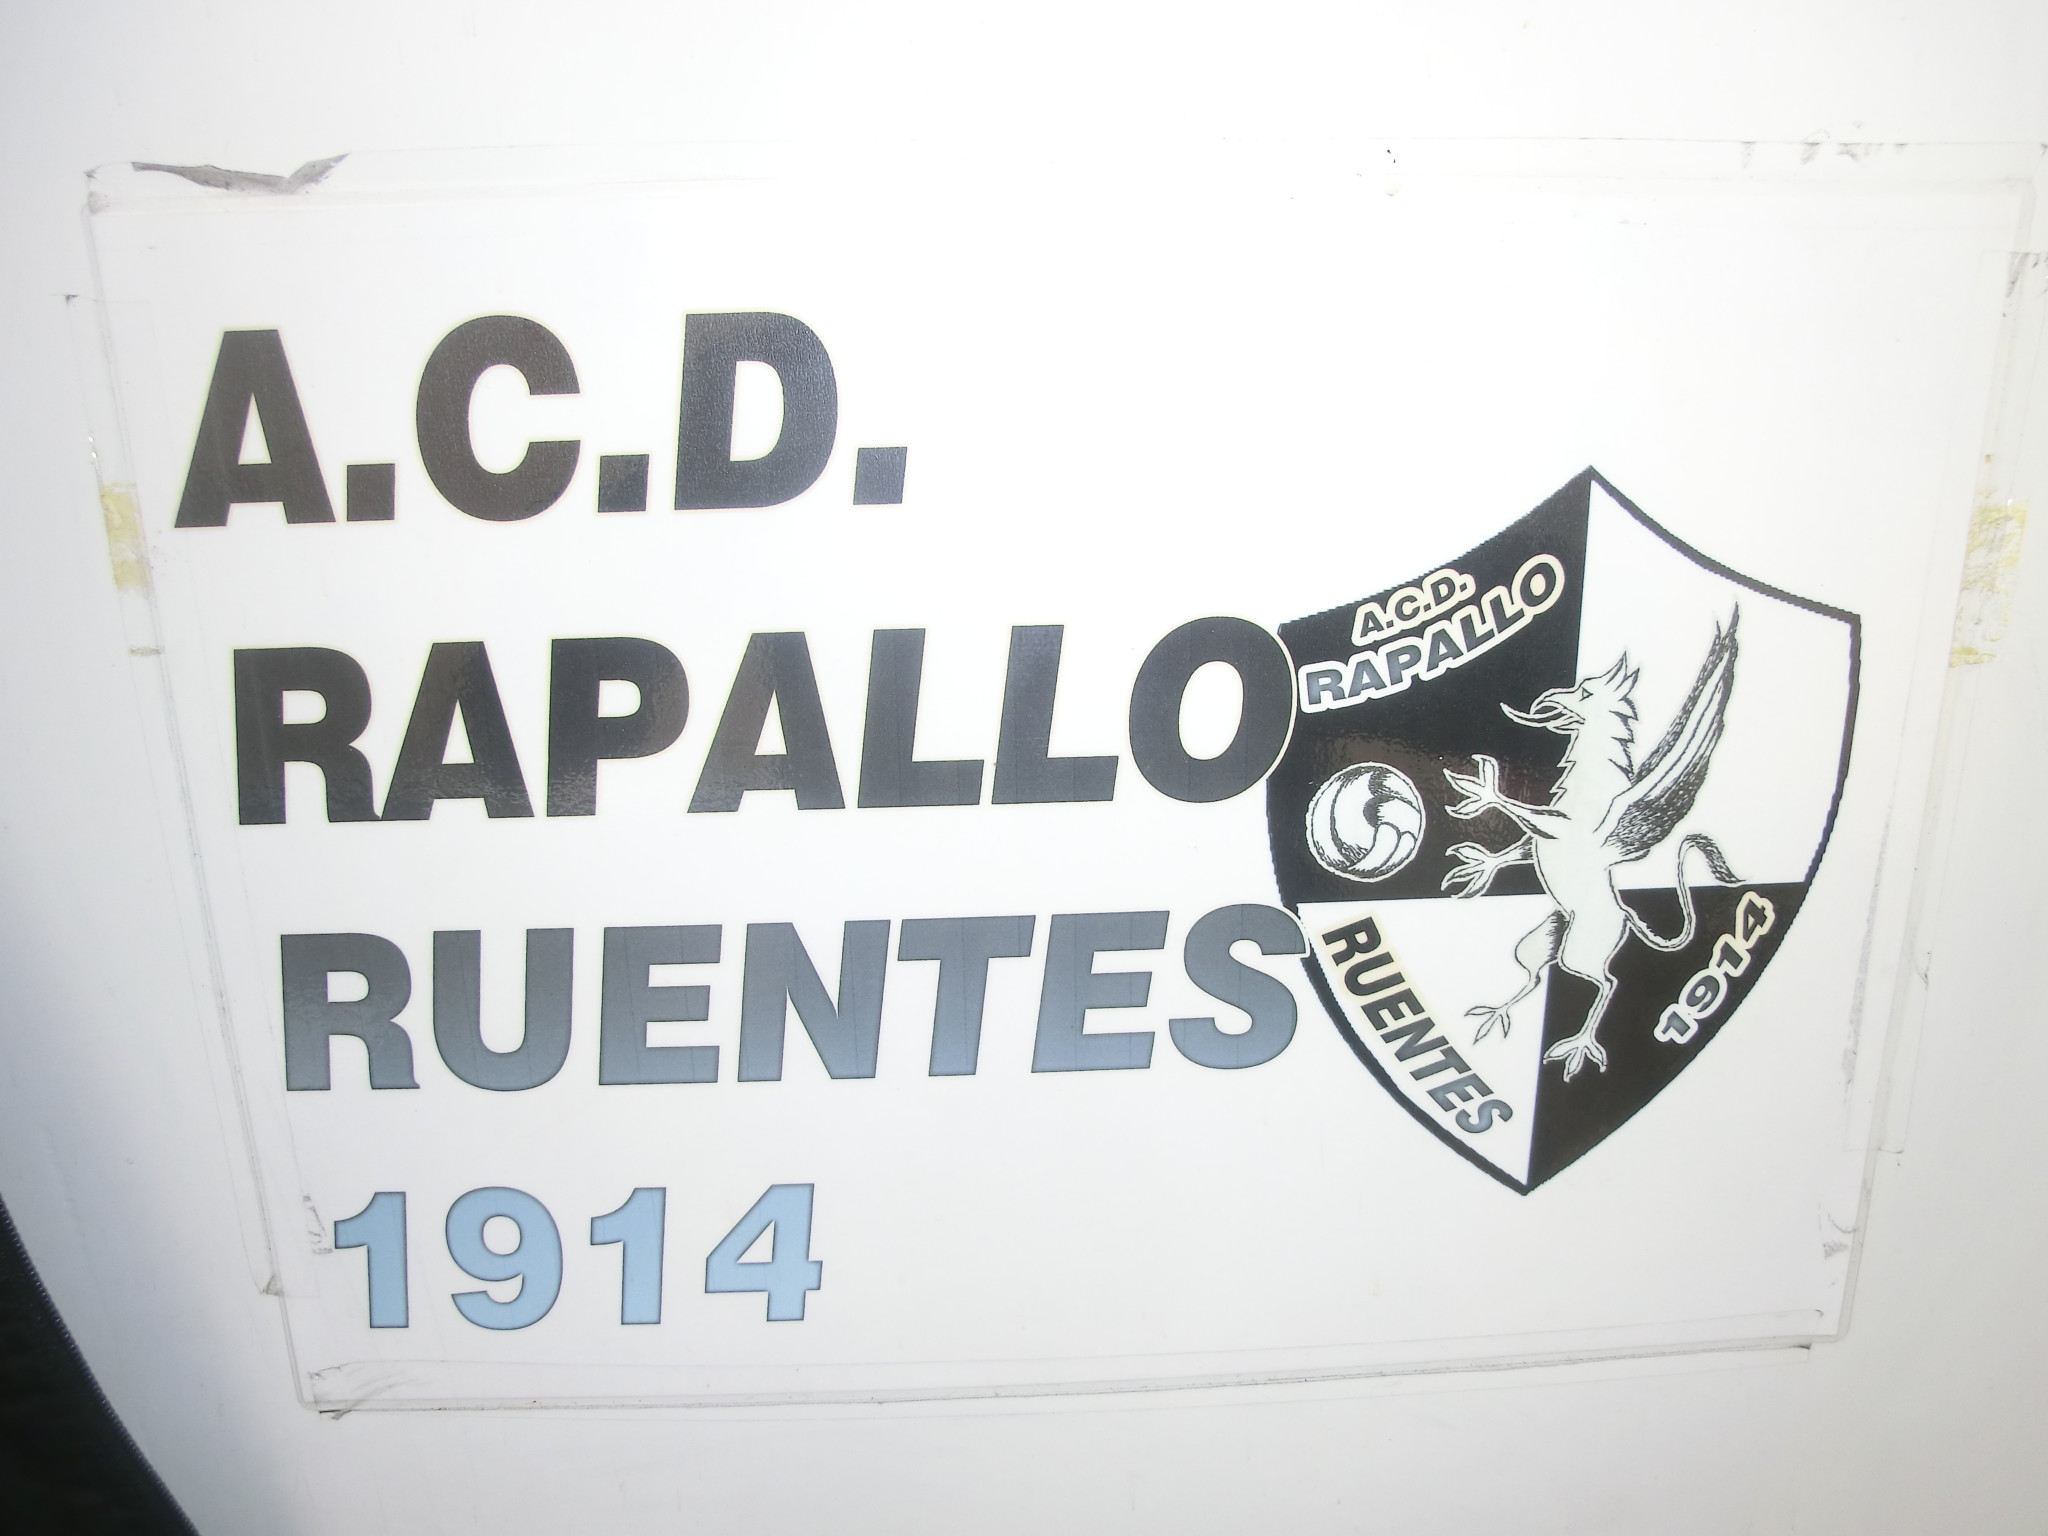 A.C.D.
RAPALLO
RUENTES
1914
A.C.D.
RAPALLO
RUENTES
1914